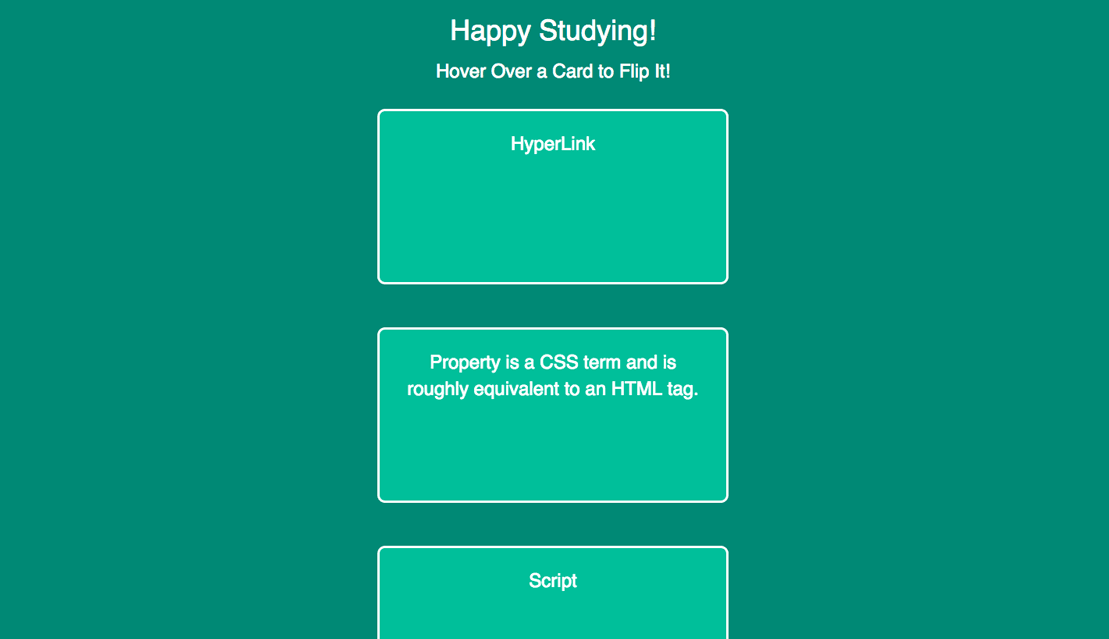 Happy Studying!
Hover Over a Card to Flip It!
HyperLink
Property is a CSS term and is
roughly equivalent to an HTML tag.
Script